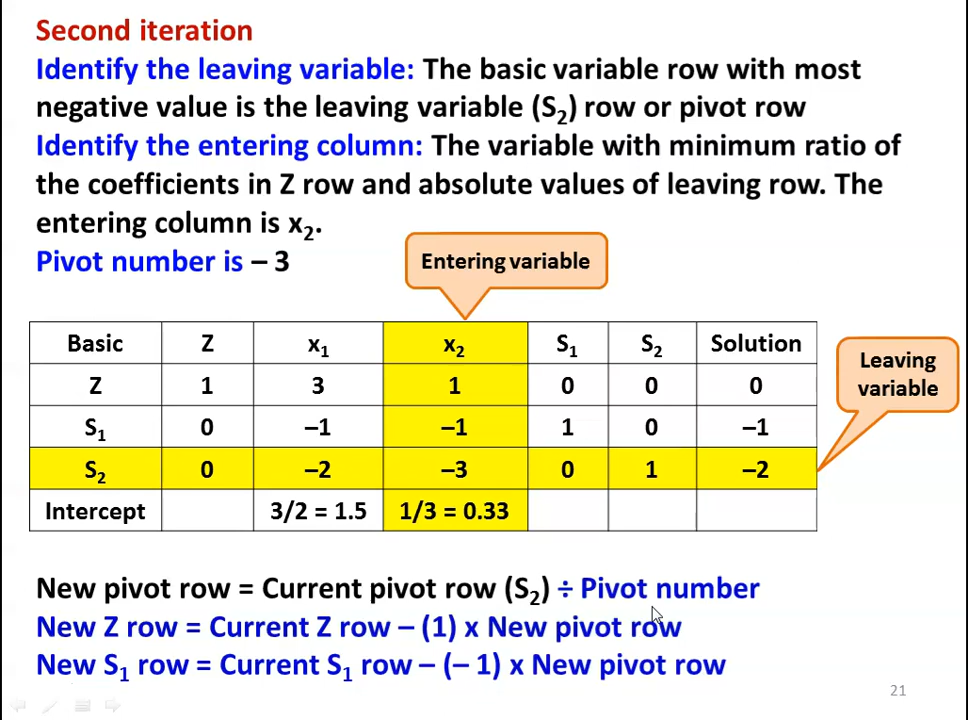 Second iteration
Identify the leaving variable: The basic variable row with most
negative value is the leaving variable (S₂) row or pivot row
Identify the entering column: The variable with minimum ratio of
the coefficients in Z row and absolute values of leaving row. The
entering column is x₂.
Pivot number is – 3
Entering variable
Basic Z x₁ x₂ S₁ S₂ Solution
Z 1 3 1 0 0 0
S₁ 0 –1 –1 1 0 –1
S₂ 0 –2 –3 0 1 –2
Intercept 3/2 = 1.5 1/3 = 0.33
Leaving
variable
New pivot row = Current pivot row (S₂) ÷ Pivot number
New Z row = Current Z row – (1) x New pivot row
New S₁ row = Current S₁ row – (– 1) x New pivot row
21